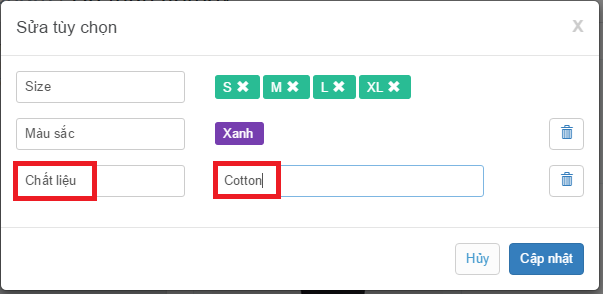 Sửa tùy chọn X
Size S ✖ M ✖ L ✖ XL ✖
Màu sắc Xanh
Chất liệu Cotton
Hủy Cập nhật